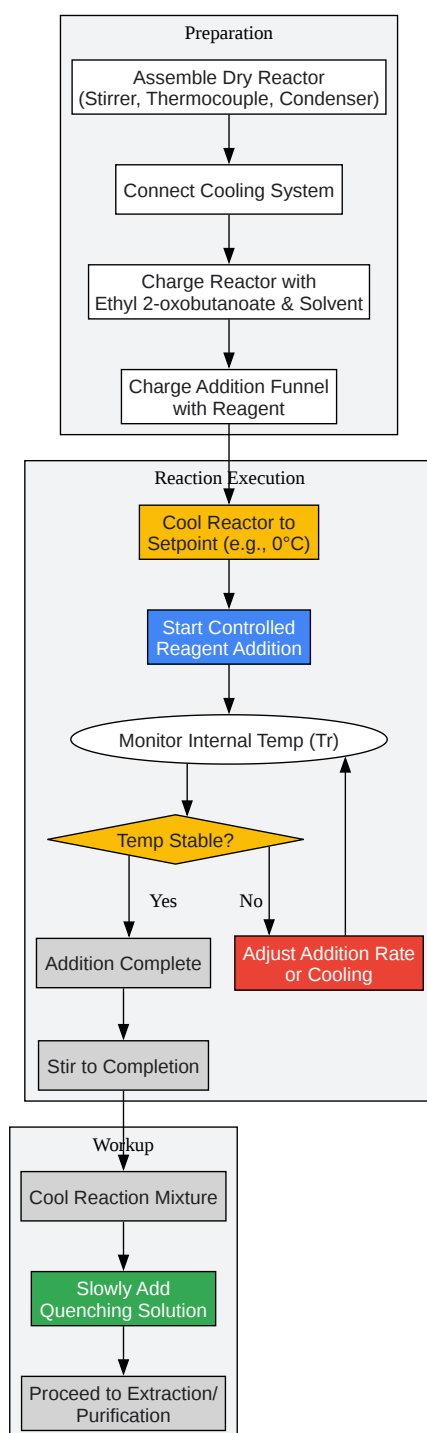 Preparation
Assemble Dry Reactor
(Stirrer, Thermocouple, Condenser)
Connect Cooling System
Charge Reactor with
Ethyl 2-oxobutanoate & Solvent
Charge Addition Funnel
with Reagent
Reaction Execution
Cool Reactor to
Setpoint (e.g., 0°C)
Start Controlled
Reagent Addition
Monitor Internal Temp (Tr)
Temp Stable?
Yes
No
Addition Complete
Adjust Addition Rate
or Cooling
Stir to Completion
Workup
Cool Reaction Mixture
Slowly Add
Quenching Solution
Proceed to Extraction/
Purification